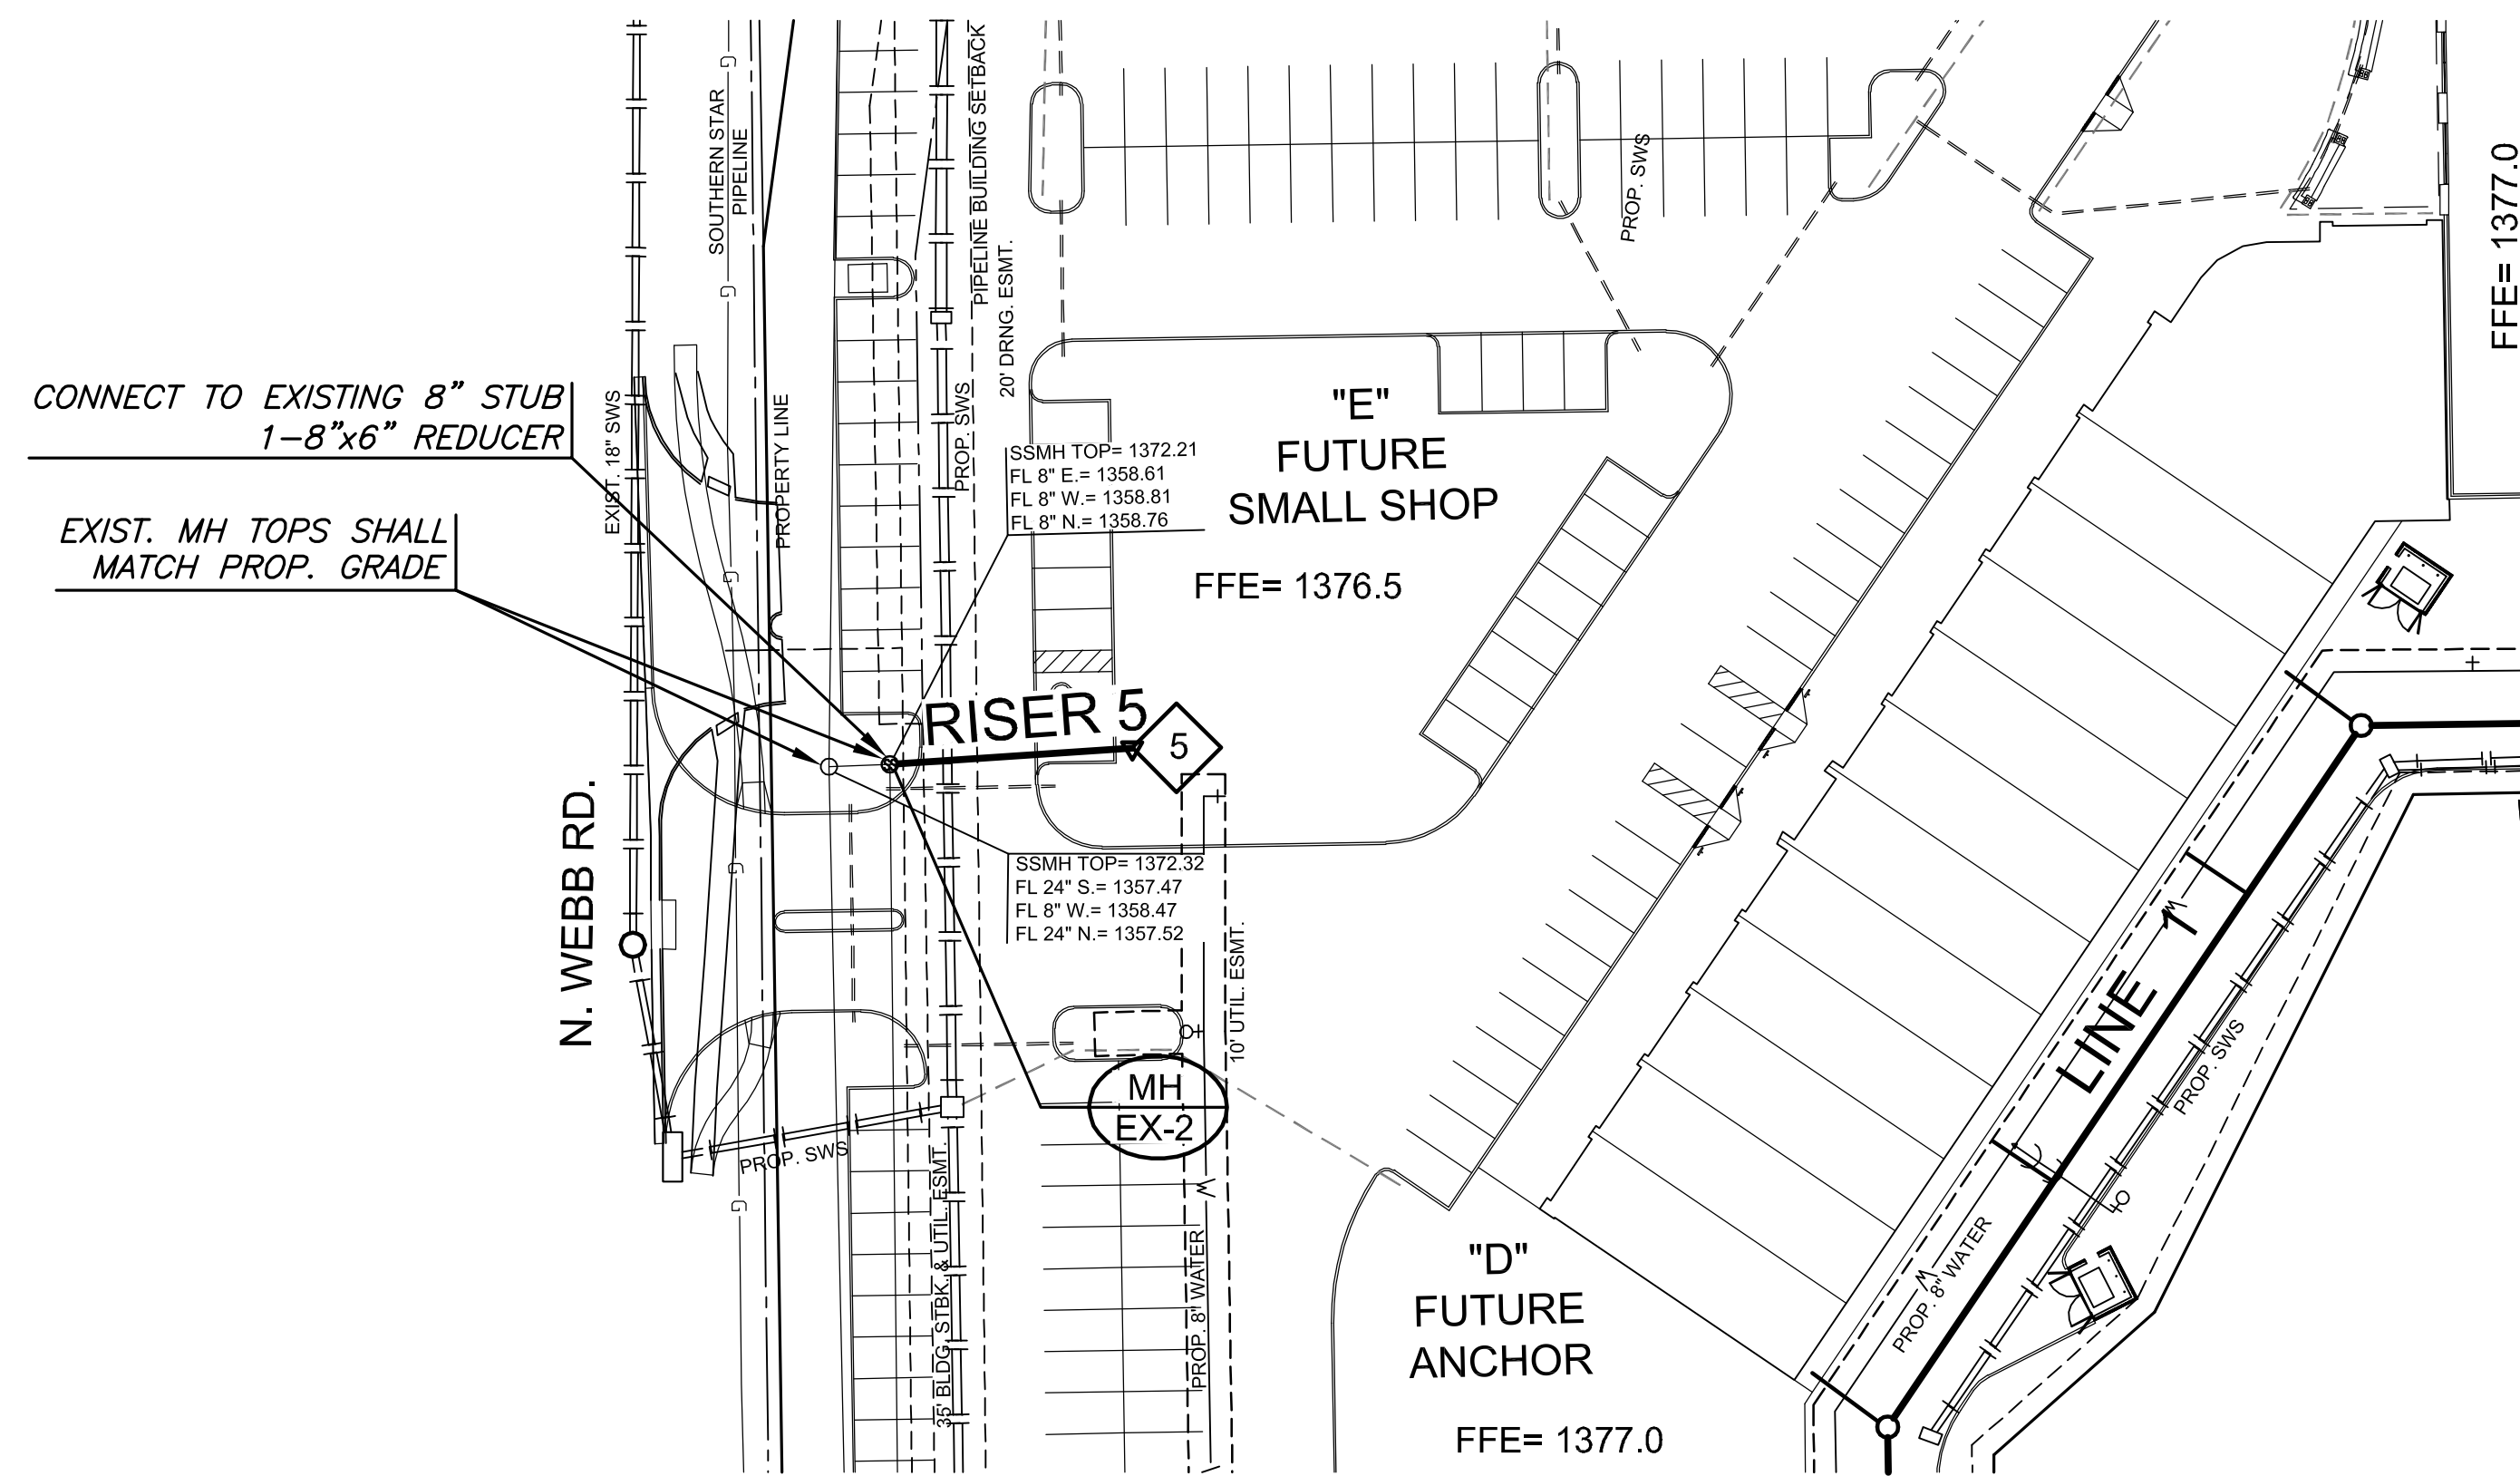 CONNECT TO EXISTING 8" STUB
1-8"x6" REDUCER
EXIST. MH TOPS SHALL
MATCH PROP. GRADE
EXIST. 18" SWS
SOUTHERN STAR
PIPELINE
G
G
G
G
G
PROPERTY LINE
PIPELINE BUILDING SETBACK
20' DRNG. ESMT.
PROP. SWS
PROP. SWS
SSMH TOP= 1372.21
FL 8" E.= 1358.61
FL 8" W.= 1358.81
FL 8" N.= 1358.76
"E"
FUTURE
SMALL SHOP
FFE= 1376.5
FFE= 1377.0
RISER 5
5
SSMH TOP= 1372.32
FL 24" S.= 1357.47
FL 8" W.= 1358.47
FL 24" N.= 1357.52
N. WEBB RD.
10' UTIL. ESMT.
MH
EX-2
PROP. SWS
35' BLDG STBK. & UTIL. ESMT.
W
PROP. 8" WATER
"D"
FUTURE
ANCHOR
FFE= 1377.0
LINE 1
W
PROP. SWS
W
PROP. 8" WATER